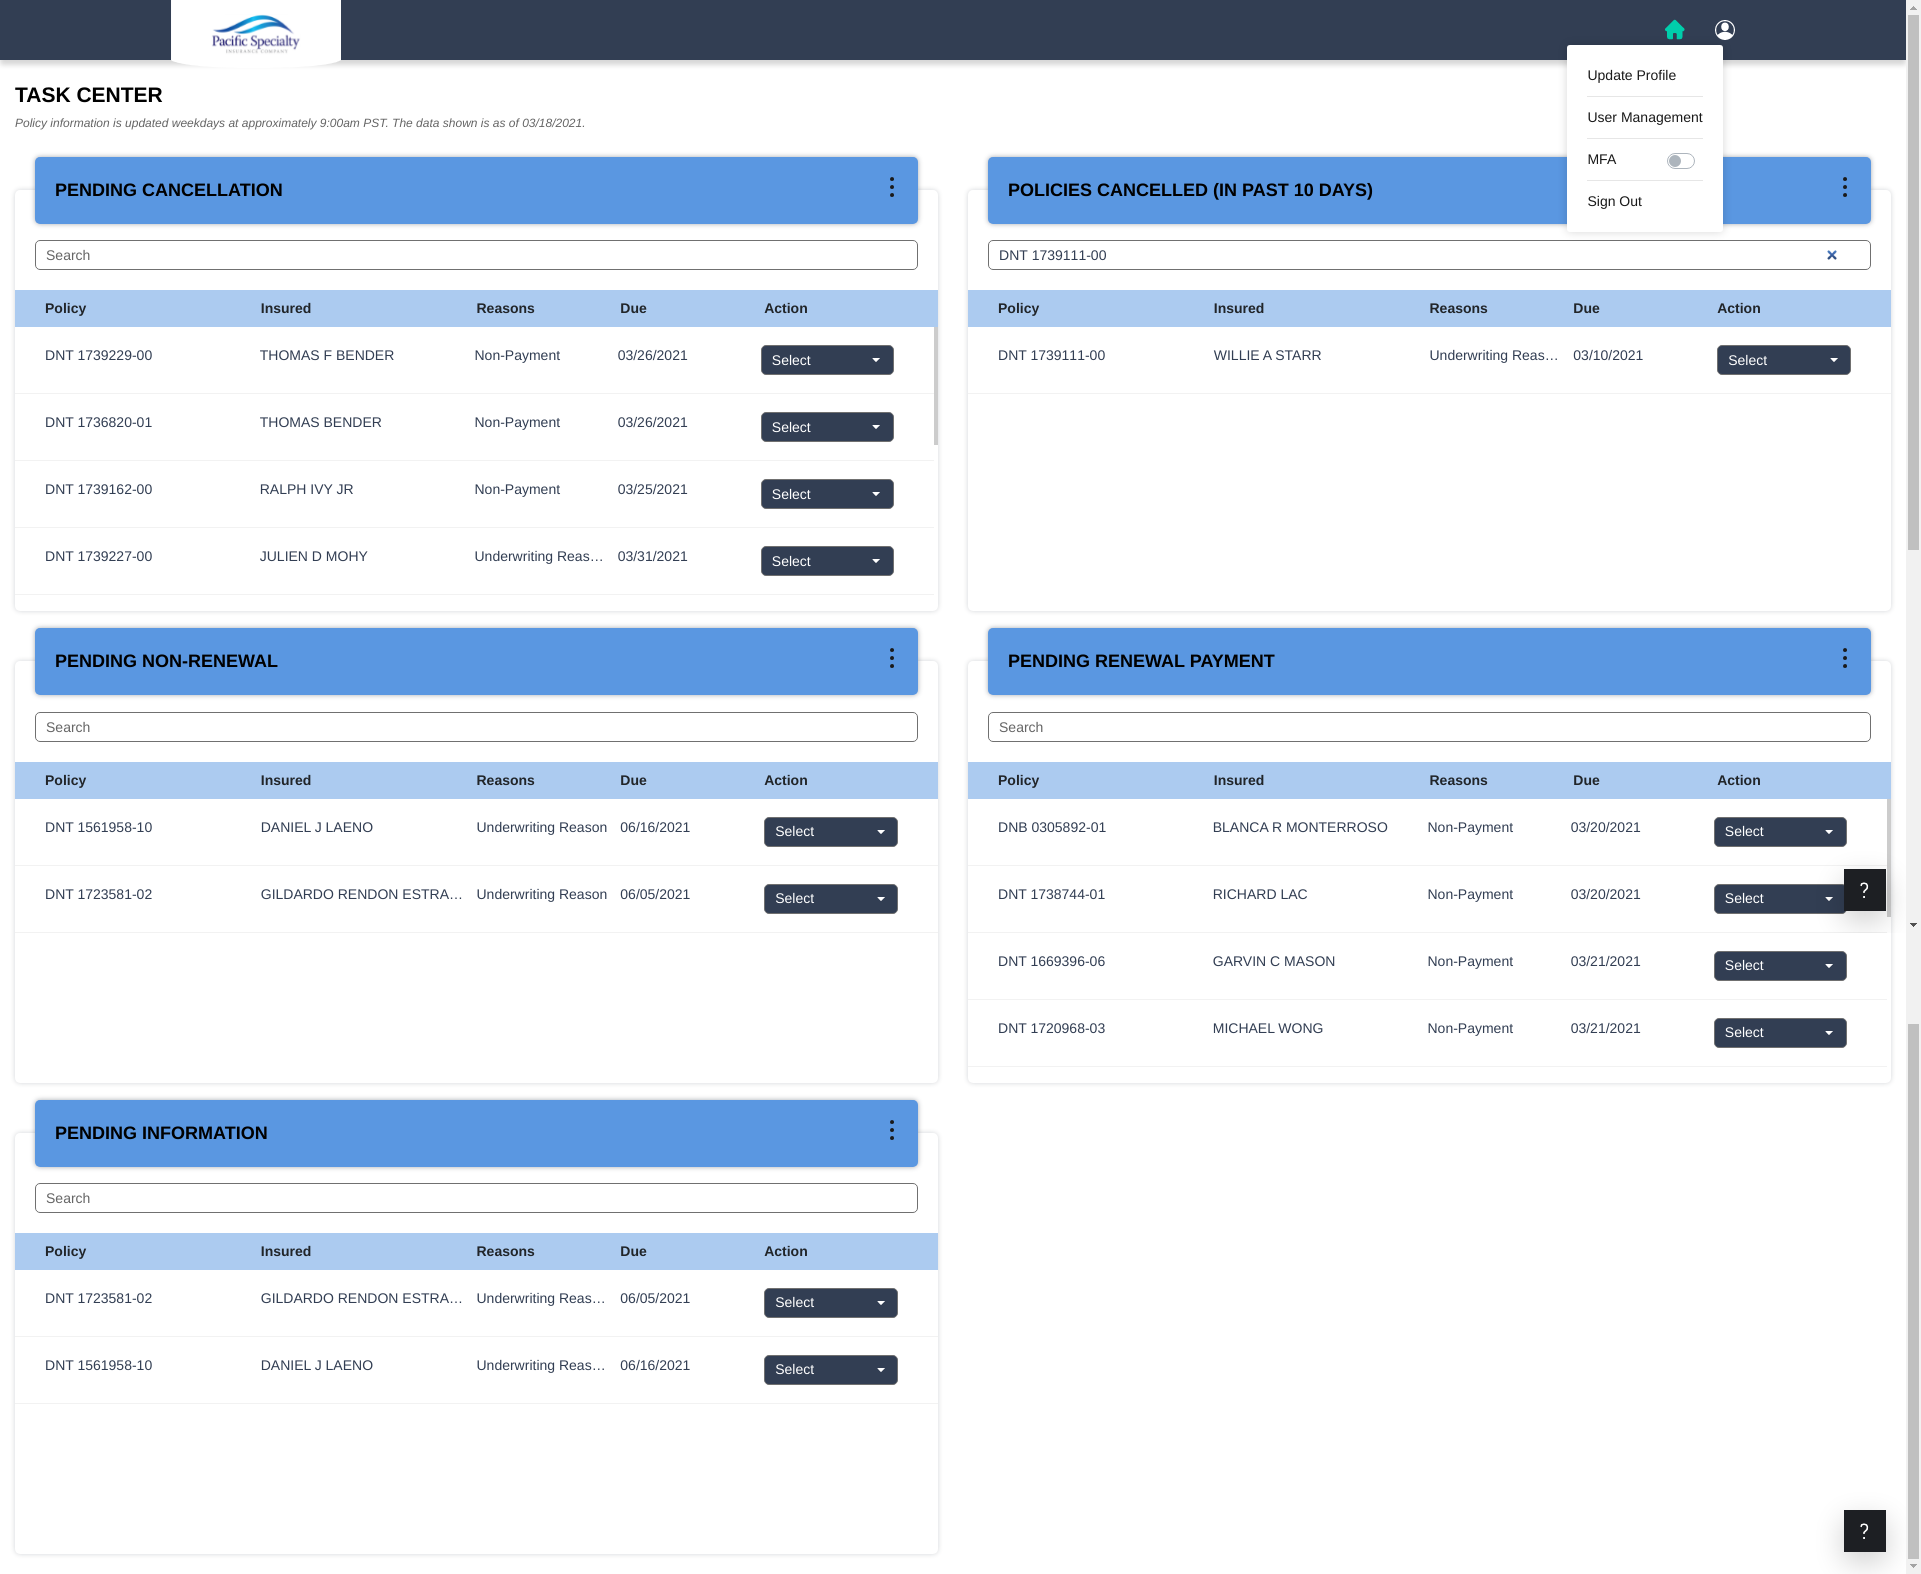 Pacific Specialty
INSURANCE COMPANY
Update Profile
User Management
MFA
Sign Out
TASK CENTER
Policy information is updated weekdays at approximately 9:00am PST. The data shown is as of 03/18/2021.
PENDING CANCELLATION
Search
Policy Insured Reasons Due Action
DNT 1739229-00 THOMAS F BENDER Non-Payment 03/26/2021 Select
DNT 1736820-01 THOMAS BENDER Non-Payment 03/26/2021 Select
DNT 1739162-00 RALPH IVY JR Non-Payment 03/25/2021 Select
DNT 1739227-00 JULIEN D MOHY Underwriting Reas… 03/31/2021 Select
POLICIES CANCELLED (IN PAST 10 DAYS)
DNT 1739111-00
Policy Insured Reasons Due Action
DNT 1739111-00 WILLIE A STARR Underwriting Reas… 03/10/2021 Select
PENDING NON-RENEWAL
Search
Policy Insured Reasons Due Action
DNT 1561958-10 DANIEL J LAENO Underwriting Reason 06/16/2021 Select
DNT 1723581-02 GILDARDO RENDON ESTRA… Underwriting Reason 06/05/2021 Select
PENDING RENEWAL PAYMENT
Search
Policy Insured Reasons Due Action
DNB 0305892-01 BLANCA R MONTERROSO Non-Payment 03/20/2021 Select
DNT 1738744-01 RICHARD LAC Non-Payment 03/20/2021 Select
?
DNT 1669396-06 GARVIN C MASON Non-Payment 03/21/2021 Select
DNT 1720968-03 MICHAEL WONG Non-Payment 03/21/2021 Select
PENDING INFORMATION
Search
Policy Insured Reasons Due Action
DNT 1723581-02 GILDARDO RENDON ESTRA… Underwriting Reas… 06/05/2021 Select
DNT 1561958-10 DANIEL J LAENO Underwriting Reas… 06/16/2021 Select
?